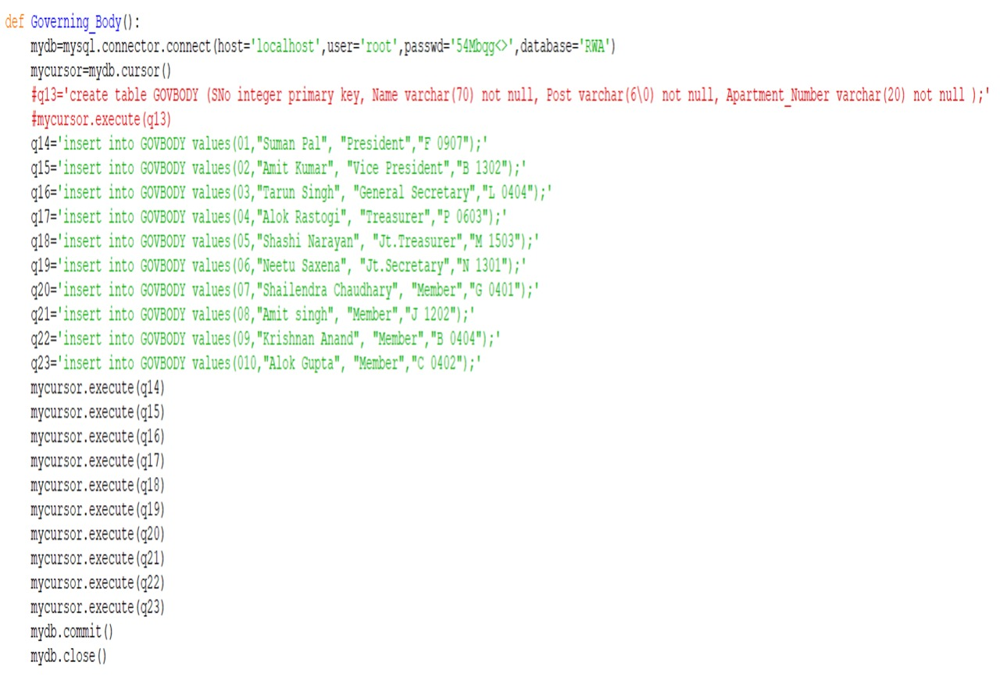 def Governing_Body():
    mydb=mysql.connector.connect(host='localhost',user='root',passwd='54Mbqg<>',database='RWA')
    mycursor=mydb.cursor()
    #q13='create table GOVBODY (SNo integer primary key, Name varchar(70) not null, Post varchar(6\0) not null, Apartment_Number varchar(20) not null );'
    #mycursor.execute(q13)
    q14='insert into GOVBODY values(01,"Suman Pal", "President","F 0907");'
    q15='insert into GOVBODY values(02,"Amit Kumar", "Vice President","B 1302");'
    q16='insert into GOVBODY values(03,"Tarun Singh", "General Secretary","L 0404");'
    q17='insert into GOVBODY values(04,"Alok Rastogi", "Treasurer","P 0603");'
    q18='insert into GOVBODY values(05,"Shashi Narayan", "Jt.Treasurer","M 1503");'
    q19='insert into GOVBODY values(06,"Neetu Saxena", "Jt.Secretary","N 1301");'
    q20='insert into GOVBODY values(07,"Shailendra Chaudhary", "Member","G 0401");'
    q21='insert into GOVBODY values(08,"Amit singh", "Member","J 1202");'
    q22='insert into GOVBODY values(09,"Krishnan Anand", "Member","B 0404");'
    q23='insert into GOVBODY values(010,"Alok Gupta", "Member","C 0402");'
    mycursor.execute(q14)
    mycursor.execute(q15)
    mycursor.execute(q16)
    mycursor.execute(q17)
    mycursor.execute(q18)
    mycursor.execute(q19)
    mycursor.execute(q20)
    mycursor.execute(q21)
    mycursor.execute(q22)
    mycursor.execute(q23)
    mydb.commit()
    mydb.close()